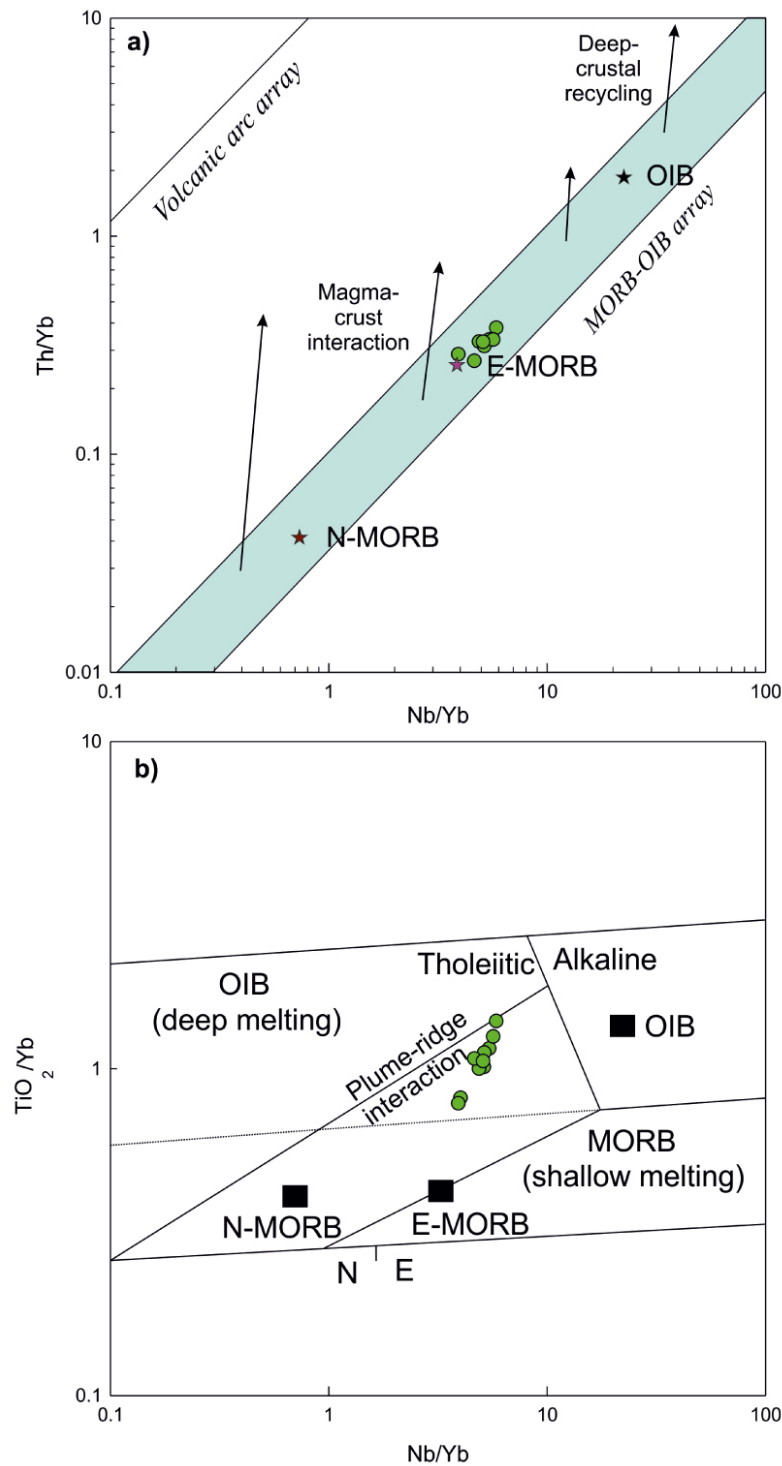 10
a)
Deep-
crustal
recycling
Volcanic arc array
OIB
1
MORB-OIB array
Magma-
crust
interaction
Th/Yb
E-MORB
0.1
N-MORB
0.01
0.1
1
10
100
Nb/Yb
10
b)
Tholeiitic
Alkaline
OIB
(deep melting)
OIB
Plume-ridge
interaction
1
TiO2/Yb
MORB
(shallow melting)
N-MORB
E-MORB
N
E
0.1
0.1
1
10
100
Nb/Yb